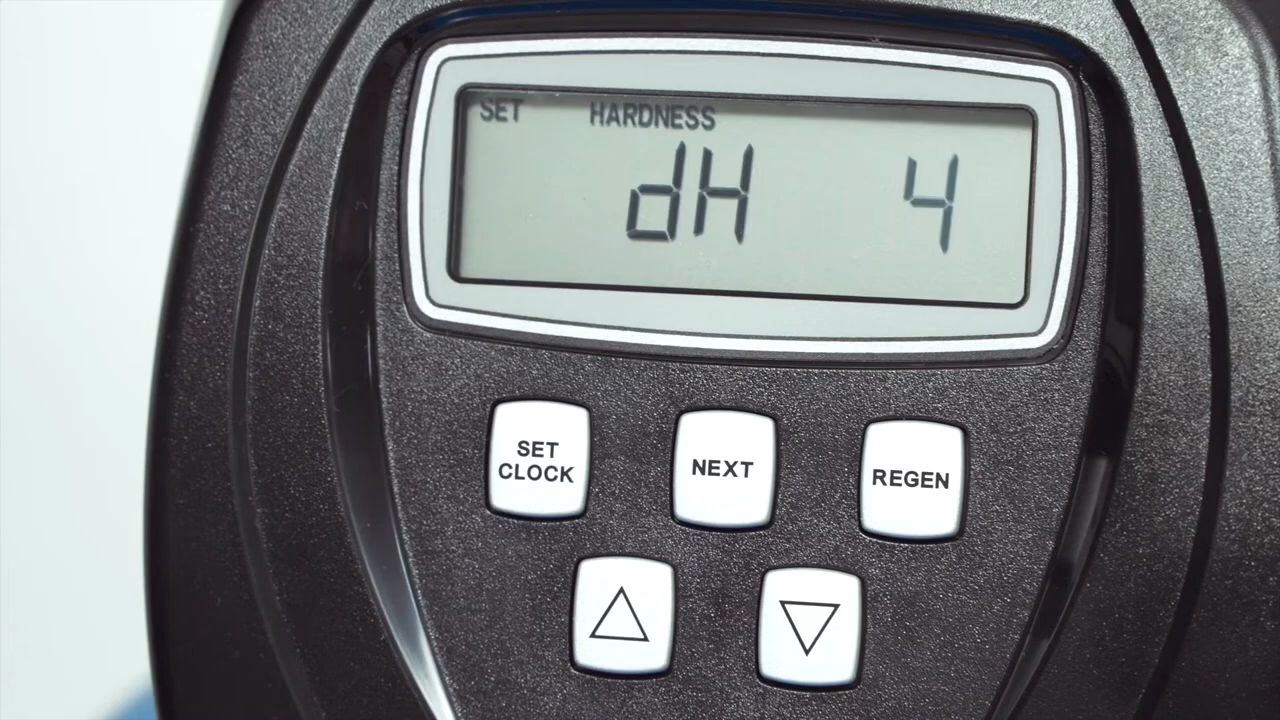 SET HARDNESS
dH 4
SET
CLOCK
NEXT
REGEN